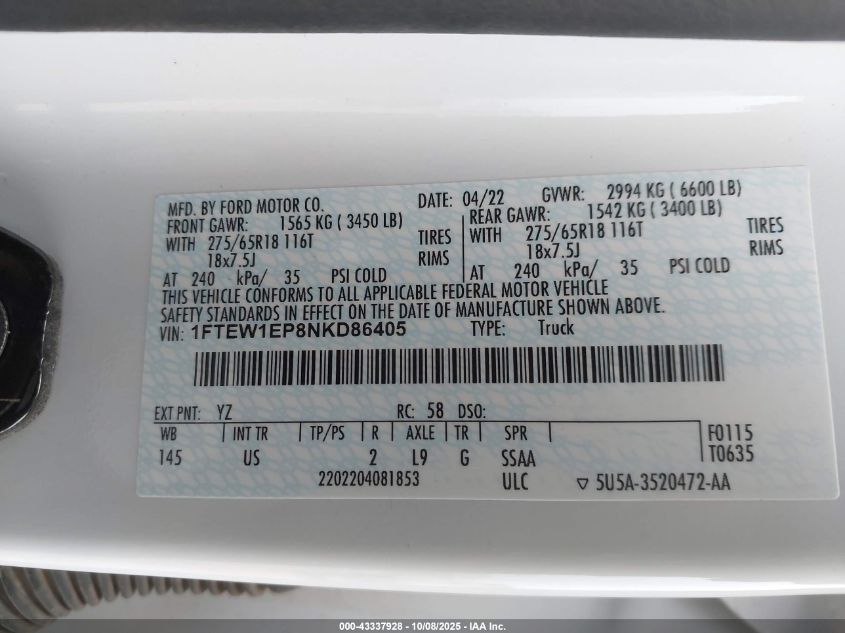 MFD. BY FORD MOTOR CO. DATE: 04/22 GVWR: 2994 KG ( 6600 LB)
FRONT GAWR: 1565 KG ( 3450 LB) REAR GAWR: 1542 KG ( 3400 LB)
WITH 275/65R18 116T TIRES WITH 275/65R18 116T TIRES
18x7.5J RIMS 18x7.5J RIMS
AT 240 kPa/ 35 PSI COLD AT 240 kPa/ 35 PSI COLD
THIS VEHICLE CONFORMS TO ALL APPLICABLE FEDERAL MOTOR VEHICLE
SAFETY STANDARDS IN EFFECT ON THE DATE OF MANUFACTURE SHOWN ABOVE.
VIN: 1FTEW1EP8NKD86405 TYPE: Truck
EXT PNT: YZ RC: 58 DSO:
WB INT TR TP/PS R AXLE TR SPR F0115
145 US 2 L9 G SSAA T0635
2202204081853 ULC ▽ 5U5A-3520472-AA
000-43337928 - 10/08/2025 - IAA Inc.